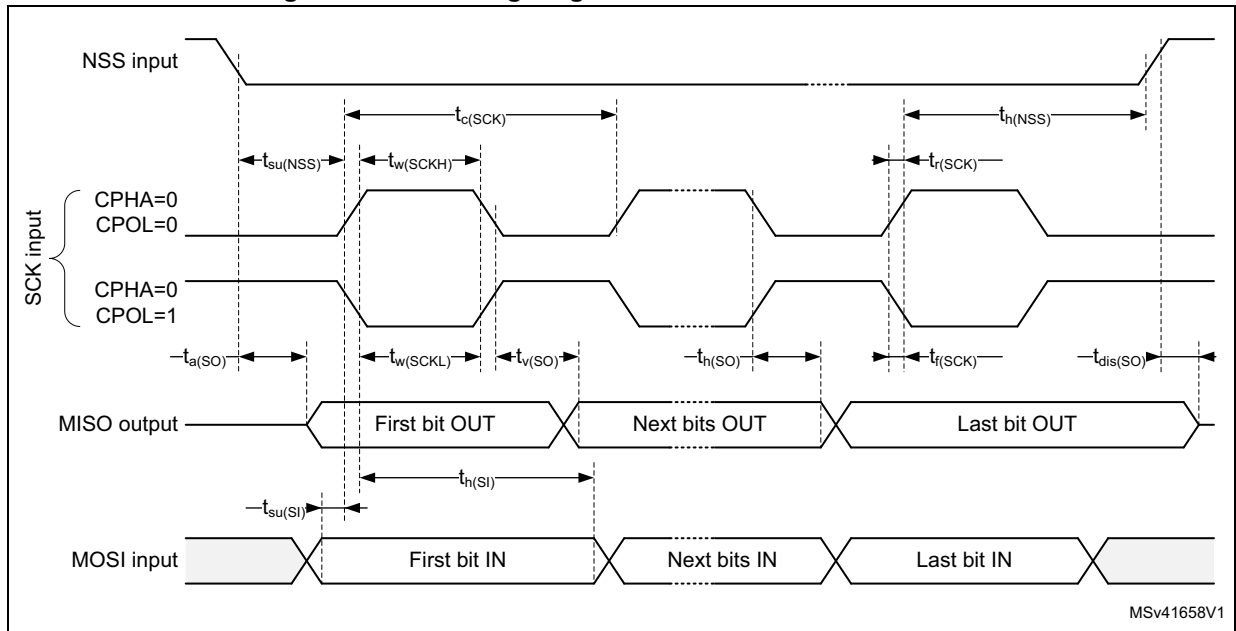 NSS input
tc(SCK)
th(NSS)
tsu(NSS)
tw(SCKH)
tr(SCK)
SCK input
CPHA=0
CPOL=0
CPHA=0
CPOL=1
ta(SO)
tw(SCKL)
tv(SO)
th(SO)
tf(SCK)
tdis(SO)
MISO output
First bit OUT
Next bits OUT
Last bit OUT
th(SI)
tsu(SI)
MOSI input
First bit IN
Next bits IN
Last bit IN
MSv41658V1